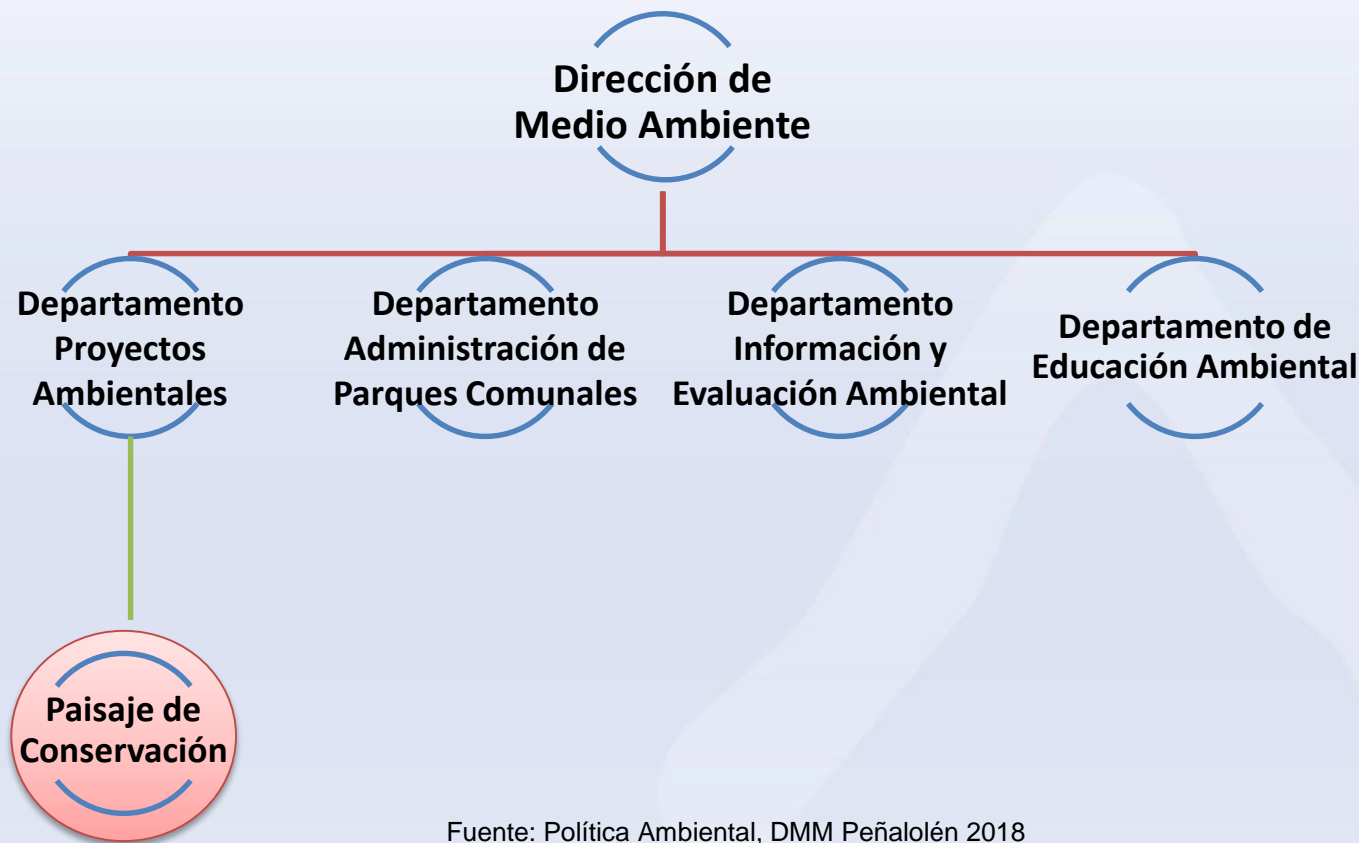 Dirección de
Medio Ambiente
Departamento
Proyectos
Ambientales
Departamento
Administración de
Parques Comunales
Departamento
Información y
Evaluación Ambiental
Departamento de
Educación Ambiental
Paisaje de
Conservación
Fuente: Política Ambiental, DMM Peñalolén 2018